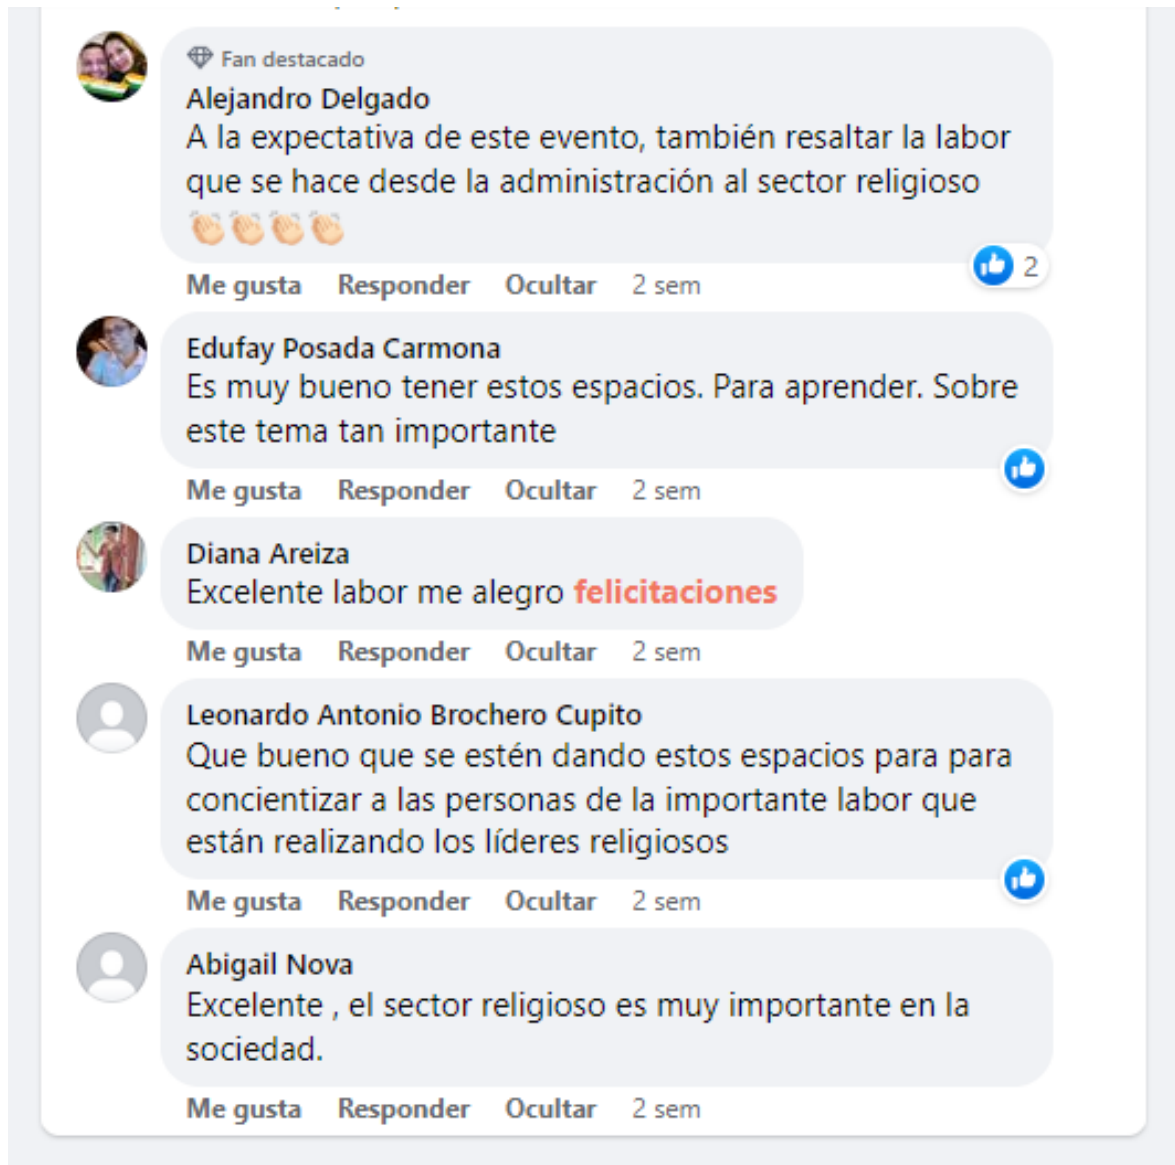 Fan destacado
Alejandro Delgado
A la expectativa de este evento, también resaltar la labor
que se hace desde la administración al sector religioso
👏🏻👏🏻👏🏻👏🏻
2
Me gusta Responder Ocultar 2 sem
Edufay Posada Carmona
Es muy bueno tener estos espacios. Para aprender. Sobre
este tema tan importante
Me gusta Responder Ocultar 2 sem
Diana Areiza
Excelente labor me alegro felicitaciones
Me gusta Responder Ocultar 2 sem
Leonardo Antonio Brochero Cupito
Que bueno que se estén dando estos espacios para para
concientizar a las personas de la importante labor que
están realizando los líderes religiosos
Me gusta Responder Ocultar 2 sem
Abigail Nova
Excelente , el sector religioso es muy importante en la
sociedad.
Me gusta Responder Ocultar 2 sem